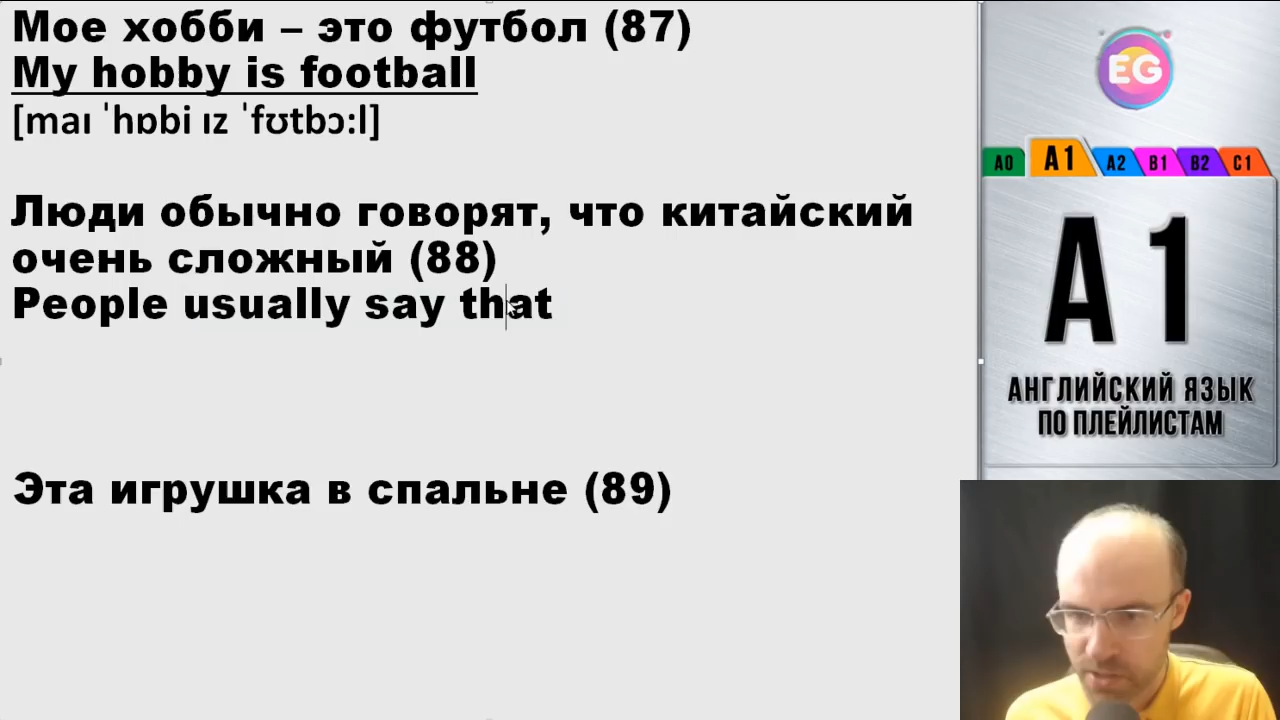 Мое хобби – это футбол (87)
My hobby is football
[maɪ ˈhɒbi ɪz ˈfʊtbɔ:l]
Люди обычно говорят, что китайский
очень сложный (88)
People usually say that
Эта игрушка в спальне (89)
EG
A0 A1 A2 B1 B2 C1
A 1
АНГЛИЙСКИЙ ЯЗЫК
ПО ПЛЕЙЛИСТАМ